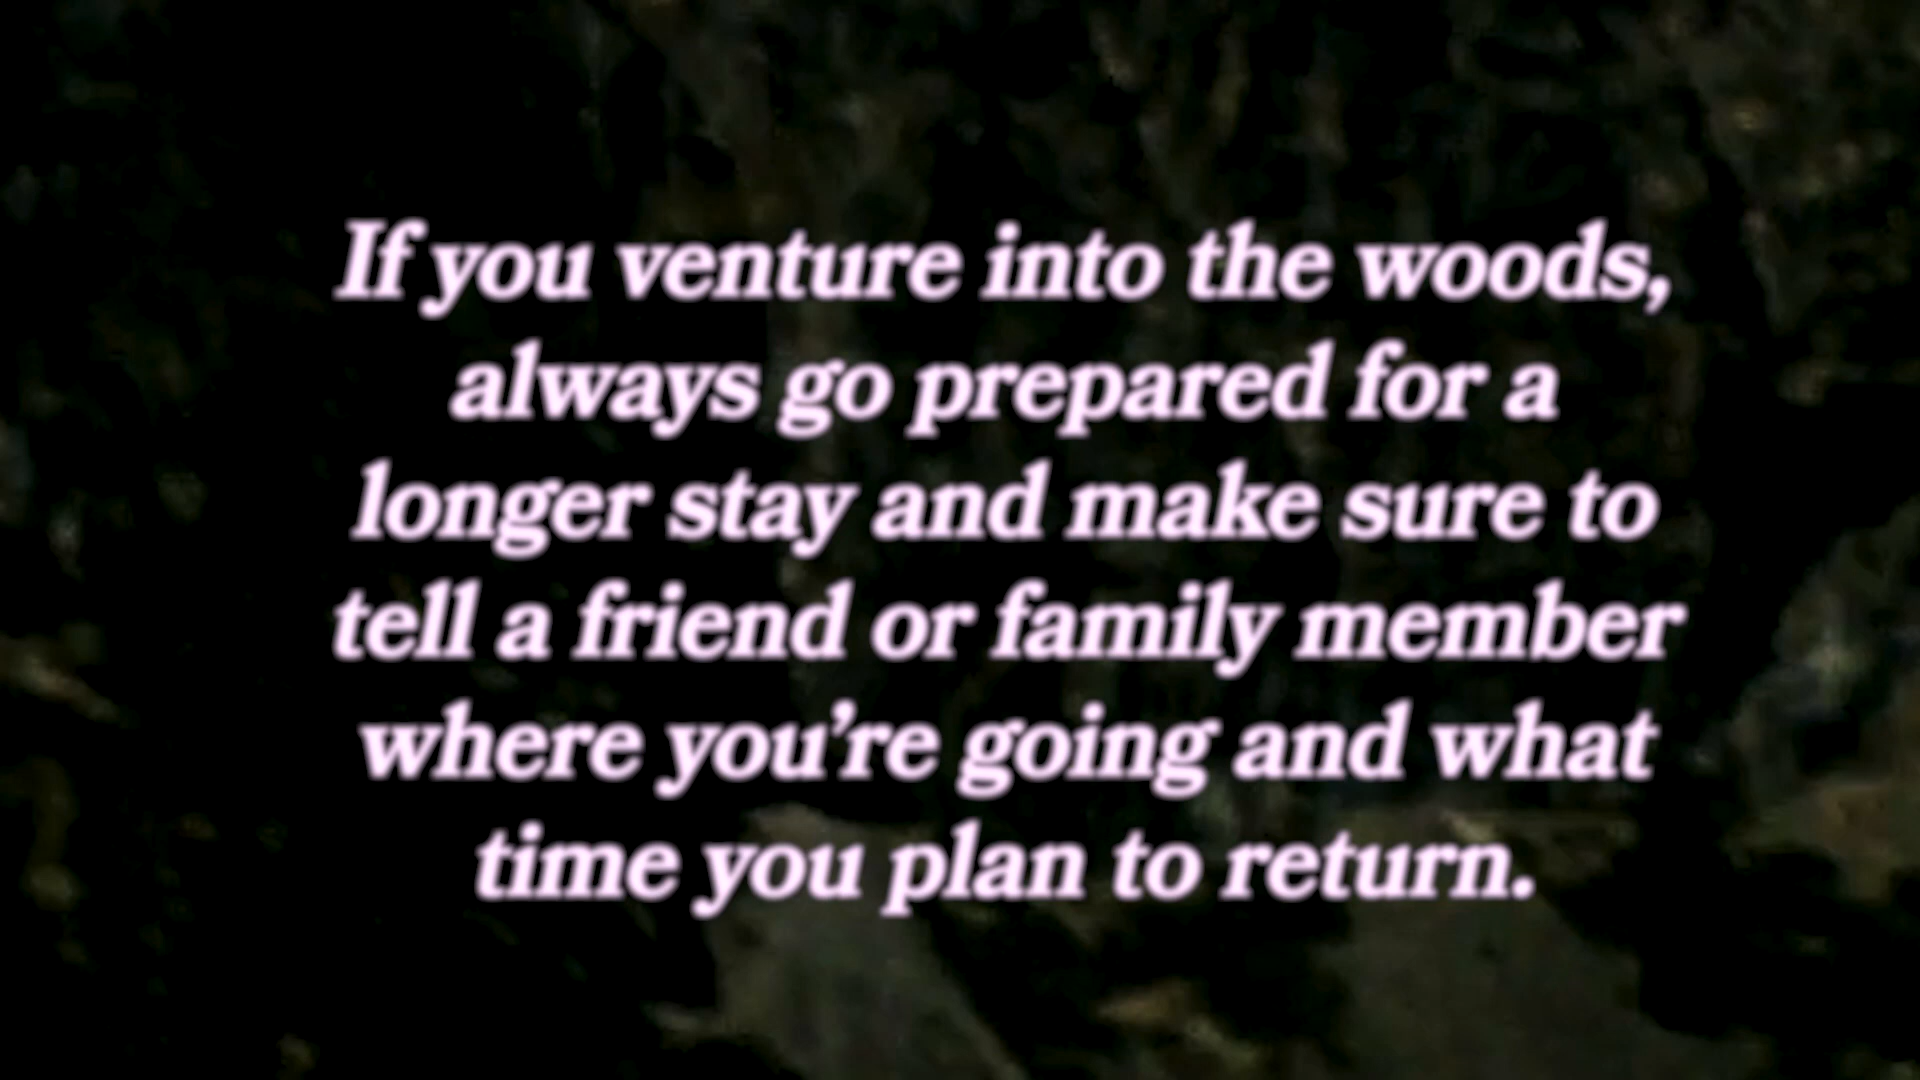 If you venture into the woods,
always go prepared for a
longer stay and make sure to
tell a friend or family member
where you’re going and what
time you plan to return.